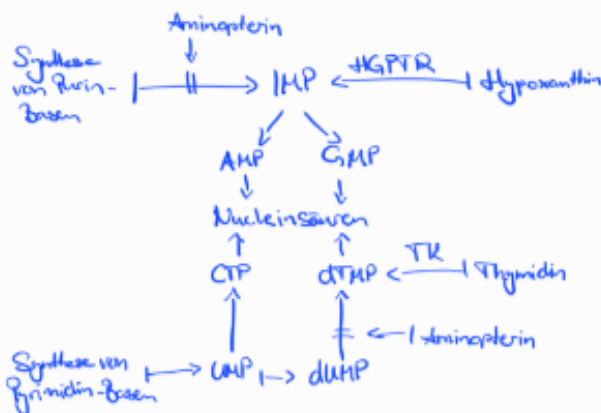 Aminopterin
Synthese
von Purin-
Basen
IMP
HGPTR
Hypoxanthin
AMP
GMP
Nucleinsäuren
CTP
dTMP
TK
Thymidin
Aminopterin
Synthese von
Pyrimidin-Basen
UMP
dUMP